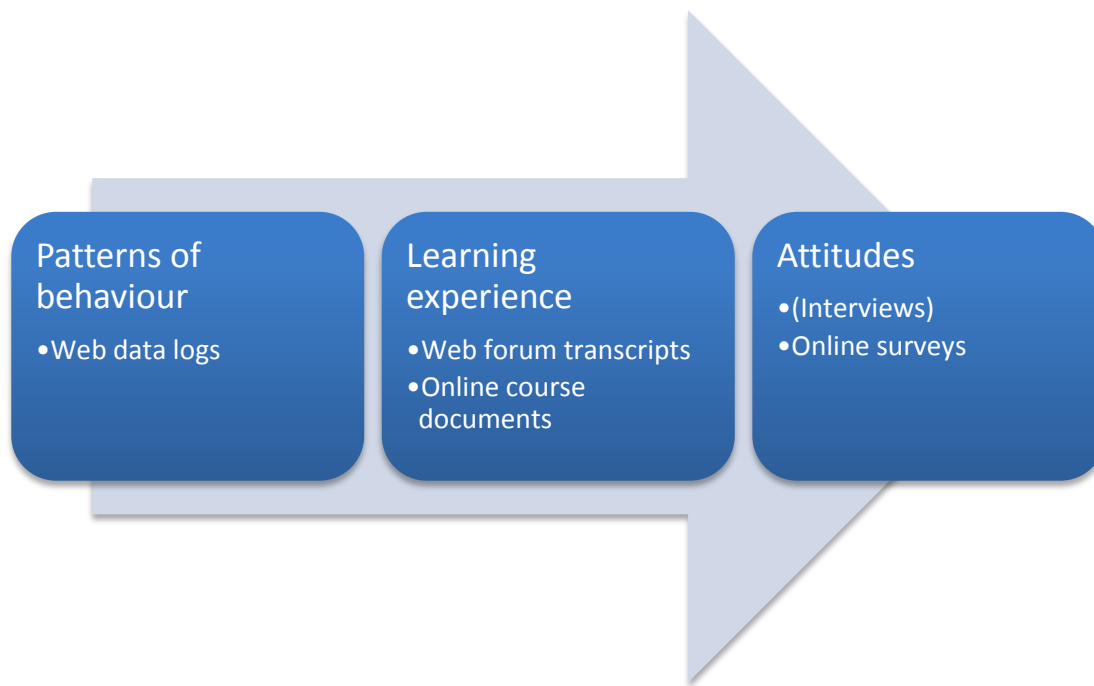 Patterns of
behaviour
•Web data logs
Learning
experience
•Web forum transcripts
•Online course
documents
Attitudes
•(Interviews)
•Online surveys